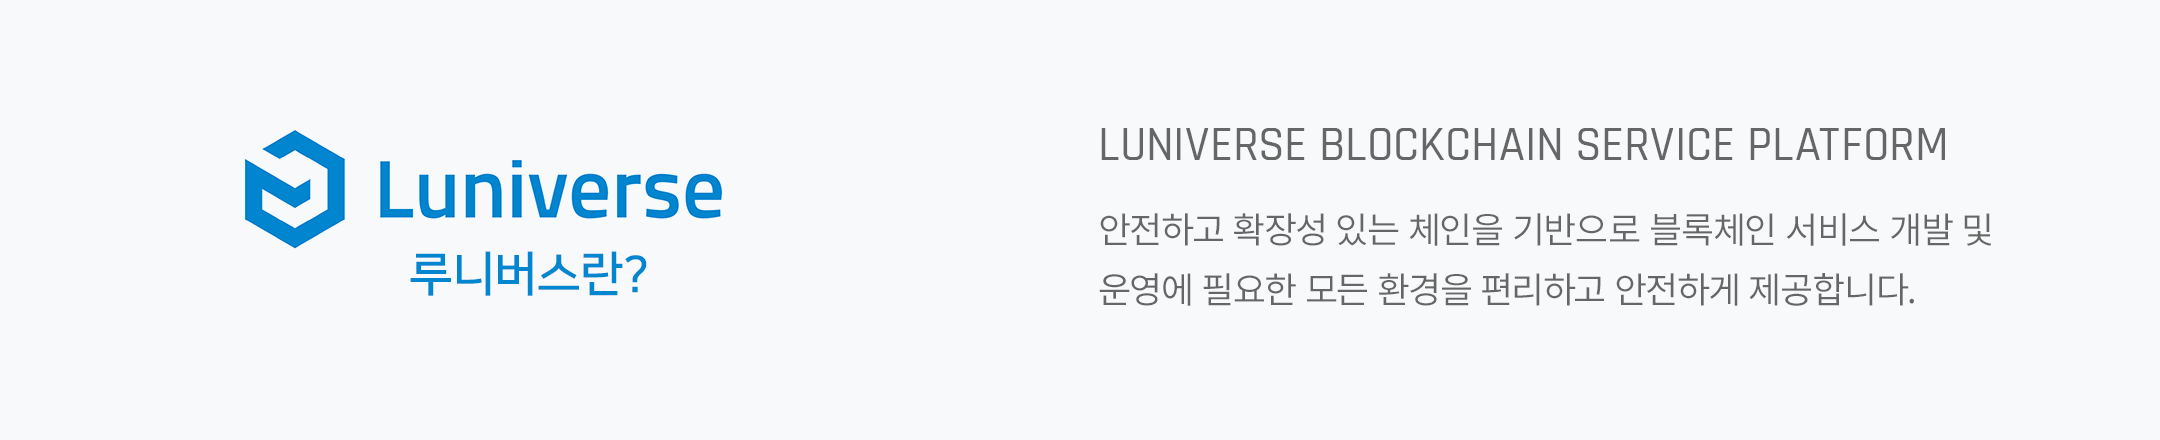 Luniverse
루니버스란?
LUNIVERSE BLOCKCHAIN SERVICE PLATFORM
안전하고 확장성 있는 체인을 기반으로 블록체인 서비스 개발 및
운영에 필요한 모든 환경을 편리하고 안전하게 제공합니다.